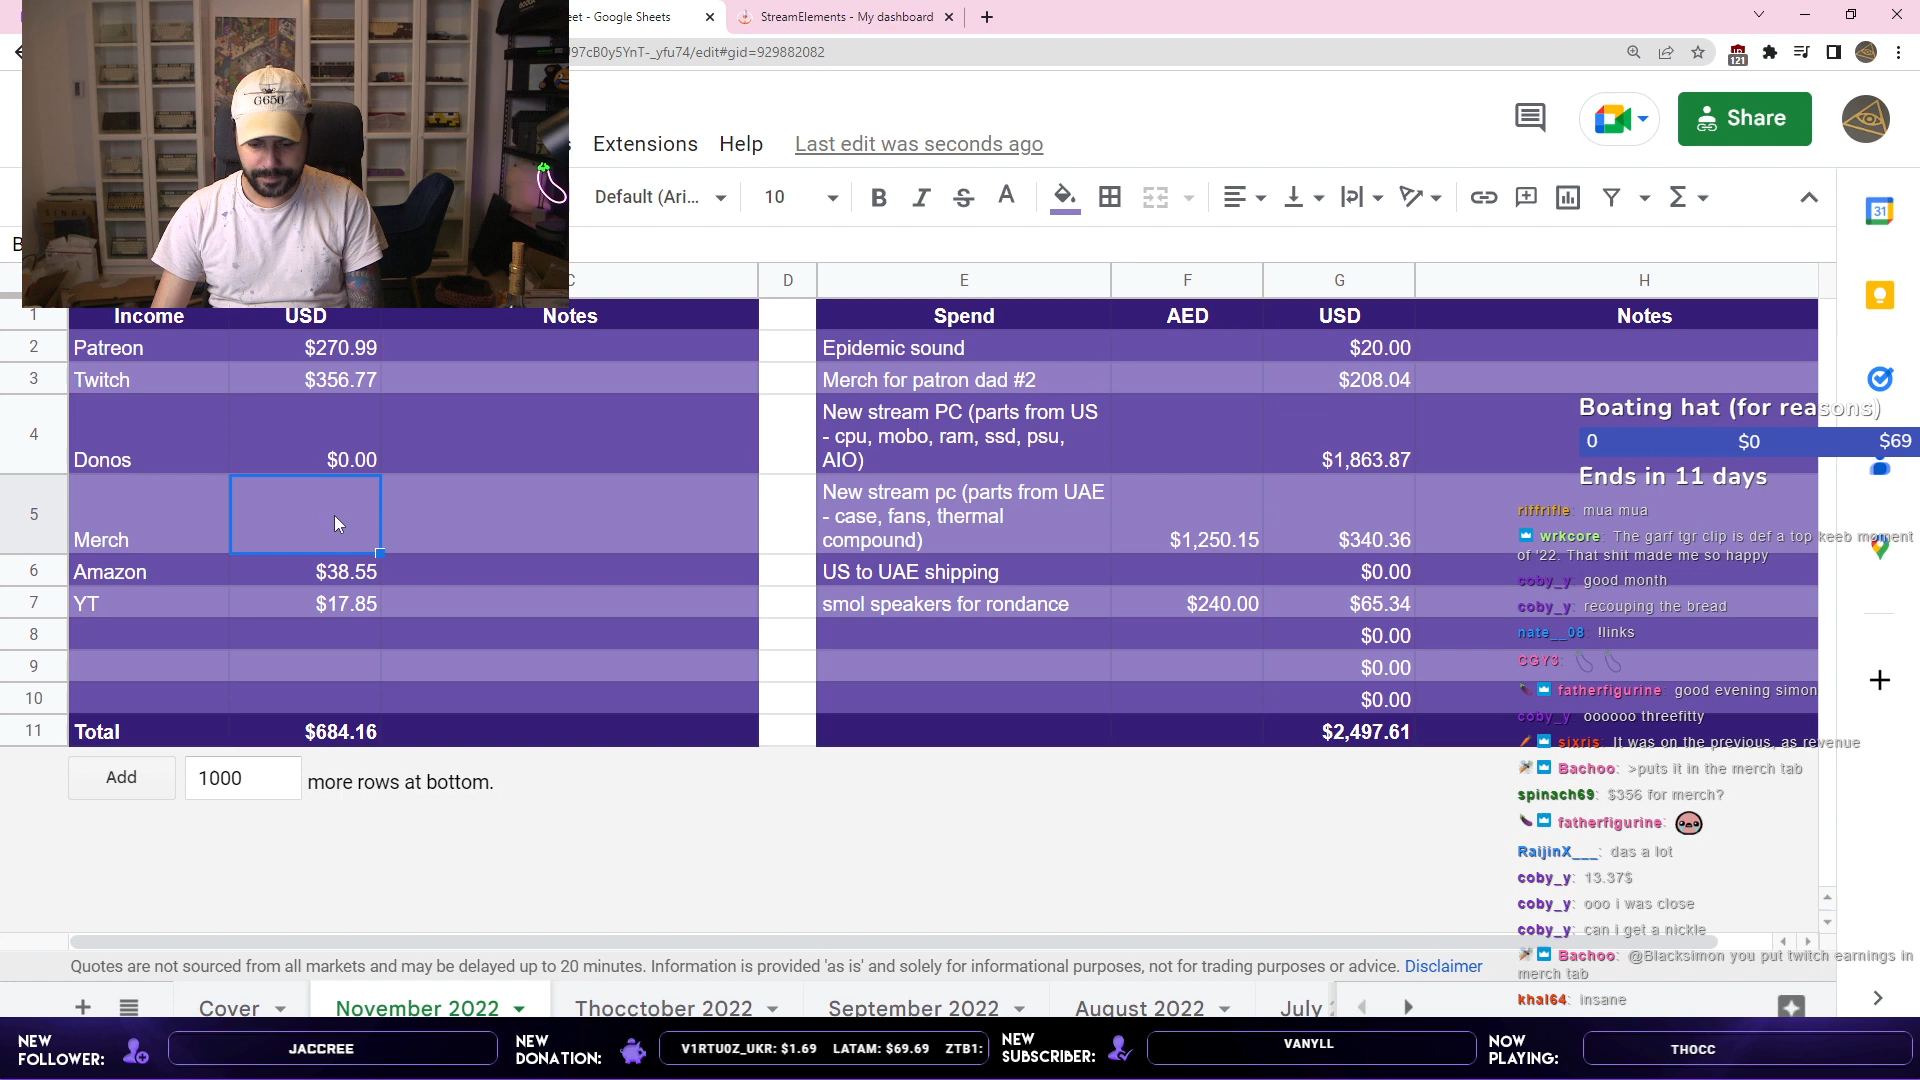 eet - Google Sheets
StreamElements - My dashboard
97cB0y5YnT-_yfu74/edit#gid=929882082
121
G650
Extensions Help Last edit was seconds ago
Share
Default (Ari... 10
31
B
C D E F G H
1 Income USD Notes Spend AED USD Notes
2 Patreon $270.99 Epidemic sound $20.00
3 Twitch $356.77 Merch for patron dad #2 $208.04
4 Donos $0.00 New stream PC (parts from US
- cpu, mobo, ram, ssd, psu,
AIO) $1,863.87
5 Merch New stream pc (parts from UAE
- case, fans, thermal
compound) $1,250.15 $340.36
6 Amazon $38.55 US to UAE shipping $0.00
7 YT $17.85 smol speakers for rondance $240.00 $65.34
8 $0.00
9 $0.00
10 $0.00
11 Total $684.16 $2,497.61
Boating hat (for reasons)
0 $0 $69
Ends in 11 days
riffrifle: mua mua
wrkcore: The garf tgr clip is def a top keeb moment
of '22. That shit made me so happy
coby_y: good month
coby_y: recouping the bread
nate__08: !links
CGY3:
fatherfigurine: good evening simon
coby_y: oooooo threefitty
sixris: It was on the previous, as revenue
Bachoo: >puts it in the merch tab
spinach69: $356 for merch?
fatherfigurine:
RaijinX___: das a lot
coby_y: 13.37$
coby_y: ooo i was close
coby_y: can i get a nickle
Bachoo: @Blacksimon you put twitch earnings in
merch tab
khal64: insane
Add 1000 more rows at bottom.
Quotes are not sourced from all markets and may be delayed up to 20 minutes. Information is provided 'as is' and solely for informational purposes, not for trading purposes or advice. Disclaimer
Cover November 2022 Thocctober 2022 September 2022 August 2022 July
NEW
FOLLOWER: JACCREE
NEW
DONATION: V1RTU0Z_UKR: $1.69 LATAM: $69.69 ZTB1:
NEW
SUBSCRIBER: VANYLL
NOW
PLAYING: THOCC